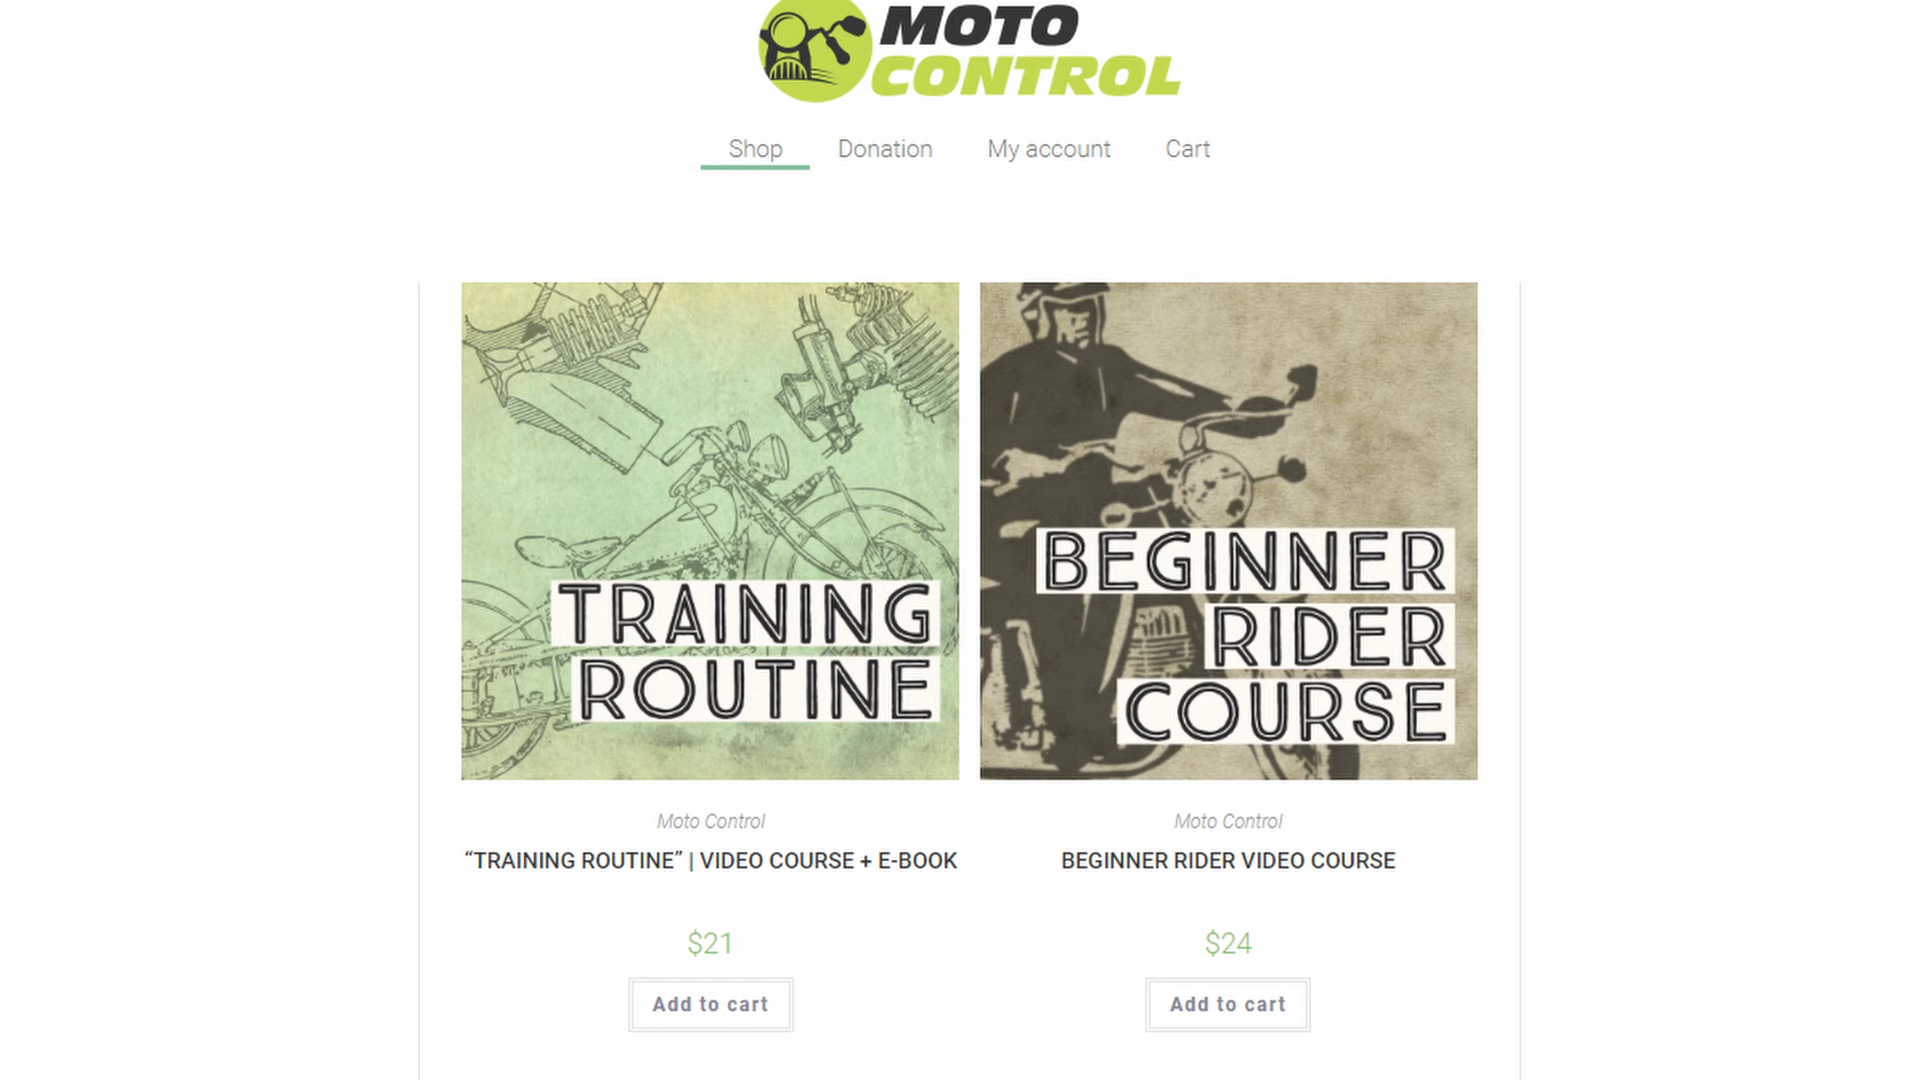 MOTO
CONTROL
Shop Donation My account Cart
TRAINING
ROUTINE
BEGINNER
RIDER
COURSE
Moto Control
“TRAINING ROUTINE” | VIDEO COURSE + E-BOOK
$21
Add to cart
Moto Control
BEGINNER RIDER VIDEO COURSE
$24
Add to cart